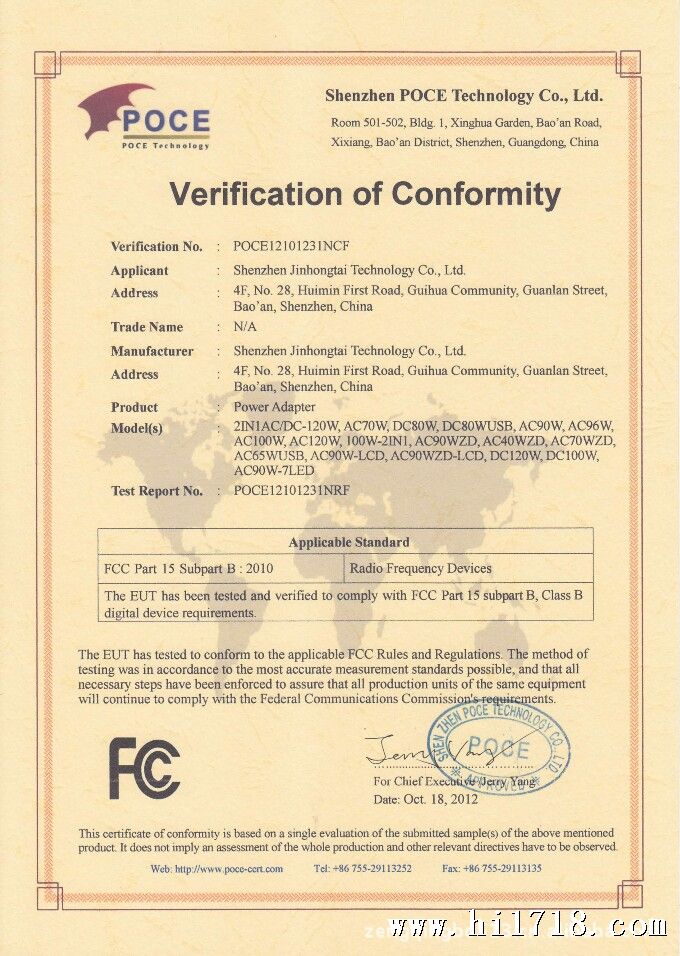 POCE
POCE Technology
Shenzhen POCE Technology Co., Ltd.
Room 501-502, Bldg. 1, Xinghua Garden, Bao'an Road,
Xixiang, Bao'an District, Shenzhen, Guangdong, China
Verification of Conformity
Verification No. : POCE12101231NCF
Applicant : Shenzhen Jinhongtai Technology Co., Ltd.
Address : 4F, No. 28, Huimin First Road, Guihua Community, Guanlan Street,
Bao'an, Shenzhen, China
Trade Name : N/A
Manufacturer : Shenzhen Jinhongtai Technology Co., Ltd.
Address : 4F, No. 28, Huimin First Road, Guihua Community, Guanlan Street,
Bao'an, Shenzhen, China
Product : Power Adapter
Model(s) : 2IN1AC/DC-120W, AC70W, DC80W, DC80WUSB, AC90W, AC96W,
AC100W, AC120W, 100W-2IN1, AC90WZD, AC40WZD, AC70WZD,
AC65WUSB, AC90W-LCD, AC90WZD-LCD, DC120W, DC100W,
AC90W-7LED
Test Report No. : POCE12101231NRF
Applicable Standard
FCC Part 15 Subpart B : 2010 Radio Frequency Devices
The EUT has been tested and verified to comply with FCC Part 15 subpart B, Class B
digital device requirements.
The EUT has tested to conform to the applicable FCC Rules and Regulations. The method of
testing was in accordance to the most accurate measurement standards possible, and that all
necessary steps have been enforced to assure that all production units of the same equipment
will continue to comply with the Federal Communications Commission's requirements.
FCC
SHEN ZHEN POCE TECHNOLOGY CO., LTD
POCE
※ APPROVED ※
For Chief Executive Jerry Yang
Date: Oct. 18, 2012
This certificate of conformity is based on a single evaluation of the submitted sample(s) of the above mentioned
product. It does not imply an assessment of the whole production and other relevant directives have to be observed.
Web: http://www.poce-cert.com Tel: +86 755-29113252 Fax: +86 755-29113135
www.hi1718.com